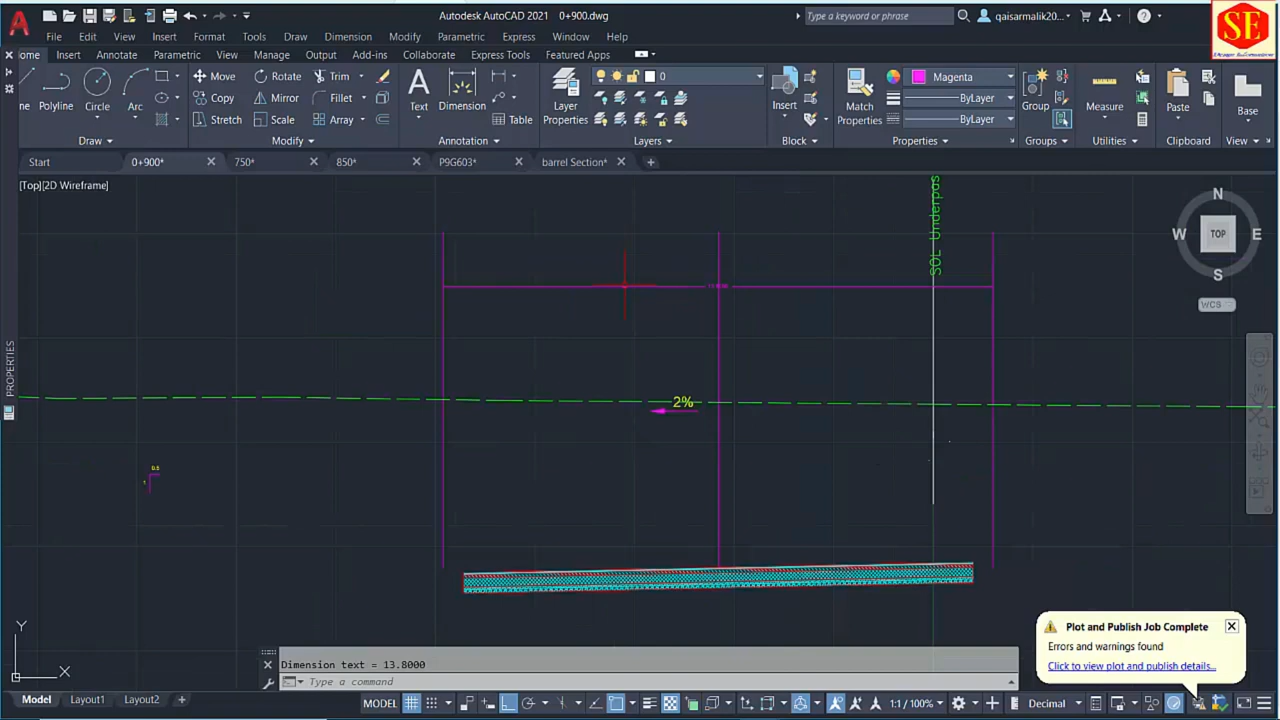 Autodesk AutoCAD 2021 0+900.dwg
Type a keyword or phrase
qaisarmalik20...
SE
File Edit View Insert Format Tools Draw Dimension Modify Parametric Express Window Help
ome Insert Annotate Parametric View Manage Output Add-ins Collaborate Express Tools Featured Apps
ne Polyline Circle Arc
Move Rotate Trim
Copy Mirror Fillet
Stretch Scale Array
Text Dimension Table
Layer Properties
0
Insert
Match Properties
Magenta
ByLayer
ByLayer
Group
Measure
Paste
Base
Draw Modify Annotation Layers Block Properties Groups Utilities Clipboard View
Start 0+900* 750* 850* P9G603* barrel Section*
[Top][2D Wireframe]
SOL Underpas
N
W TOP E
S
WCS
PROPERTIES
2%
0.5
1
Y
X
Dimension text = 13.8000
Type a command
Plot and Publish Job Complete
Errors and warnings found
Click to view plot and publish details...
Model Layout1 Layout2
MODEL 1:1 / 100% Decimal